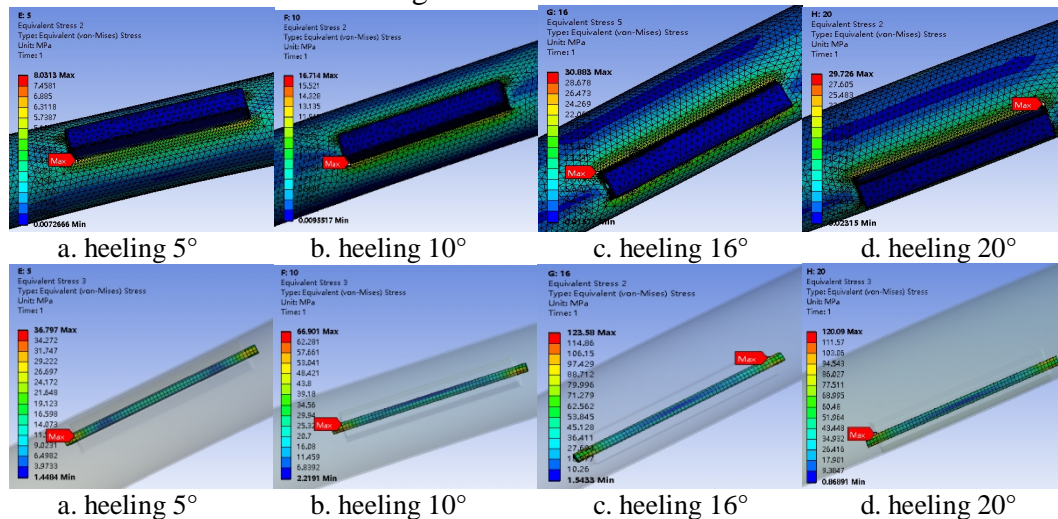 E: 5
Equivalent Stress 2
Type: Equivalent (von-Mises) Stress
Unit: MPa
Time: 1
8.0313 Max
7.4581
6.885
6.3118
5.7387
0.0072666 Min
Max
F: 10
Equivalent Stress 2
Type: Equivalent (von-Mises) Stress
Unit: MPa
Time: 1
16.714 Max
15.521
14.328
13.135
0.0095517 Min
Max
G: 16
Equivalent Stress 5
Type: Equivalent (von-Mises) Stress
Unit: MPa
Time: 1
30.883 Max
28.678
26.473
24.269
Max
H: 20
Equivalent Stress 2
Type: Equivalent (von-Mises) Stress
Unit: MPa
Time: 1
29.726 Max
27.605
25.483
0.02315 Min
Max
a. heeling 5°
b. heeling 10°
c. heeling 16°
d. heeling 20°
E: 5
Equivalent Stress 3
Type: Equivalent (von-Mises) Stress
Unit: MPa
Time: 1
36.797 Max
34.272
31.747
29.222
26.697
24.172
21.648
19.123
16.598
14.073
9.0231
6.4982
3.9733
1.4484 Min
Max
F: 10
Equivalent Stress 3
Type: Equivalent (von-Mises) Stress
Unit: MPa
Time: 1
66.901 Max
62.281
57.661
53.041
48.421
43.8
39.18
34.56
29.94
25.32
20.7
16.08
11.459
6.8392
2.2191 Min
Max
G: 16
Equivalent Stress 2
Type: Equivalent (von-Mises) Stress
Unit: MPa
Time: 1
123.58 Max
114.86
106.15
97.429
88.712
79.996
71.279
62.562
53.845
45.128
36.411
10.26
1.5433 Min
Max
H: 20
Equivalent Stress 3
Type: Equivalent (von-Mises) Stress
Unit: MPa
Time: 1
120.09 Max
111.57
103.06
94.543
86.027
77.511
68.995
60.48
51.964
43.448
34.932
26.416
17.901
9.3847
0.86891 Min
Max
a. heeling 5°
b. heeling 10°
c. heeling 16°
d. heeling 20°